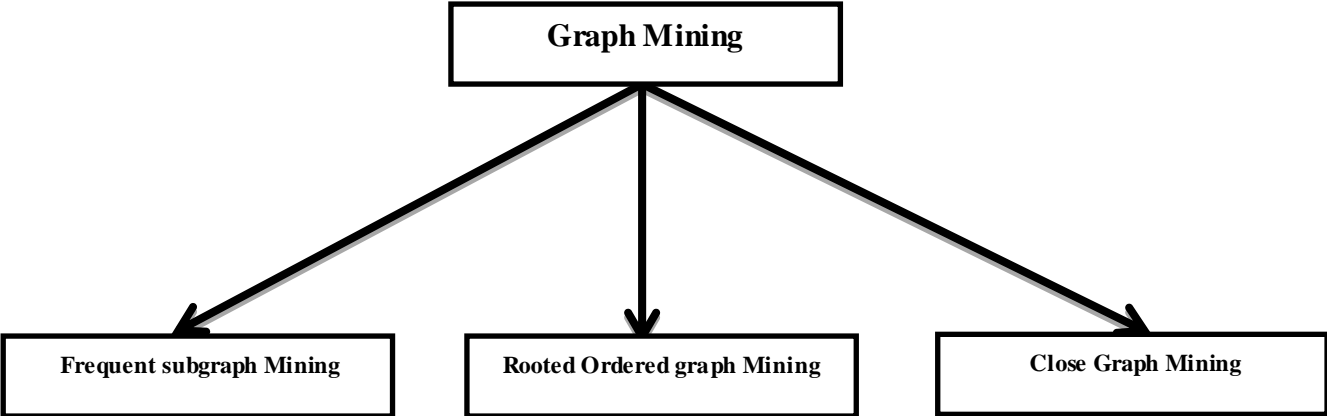 Graph Mining
Frequent subgraph Mining
Rooted Ordered graph Mining
Close Graph Mining